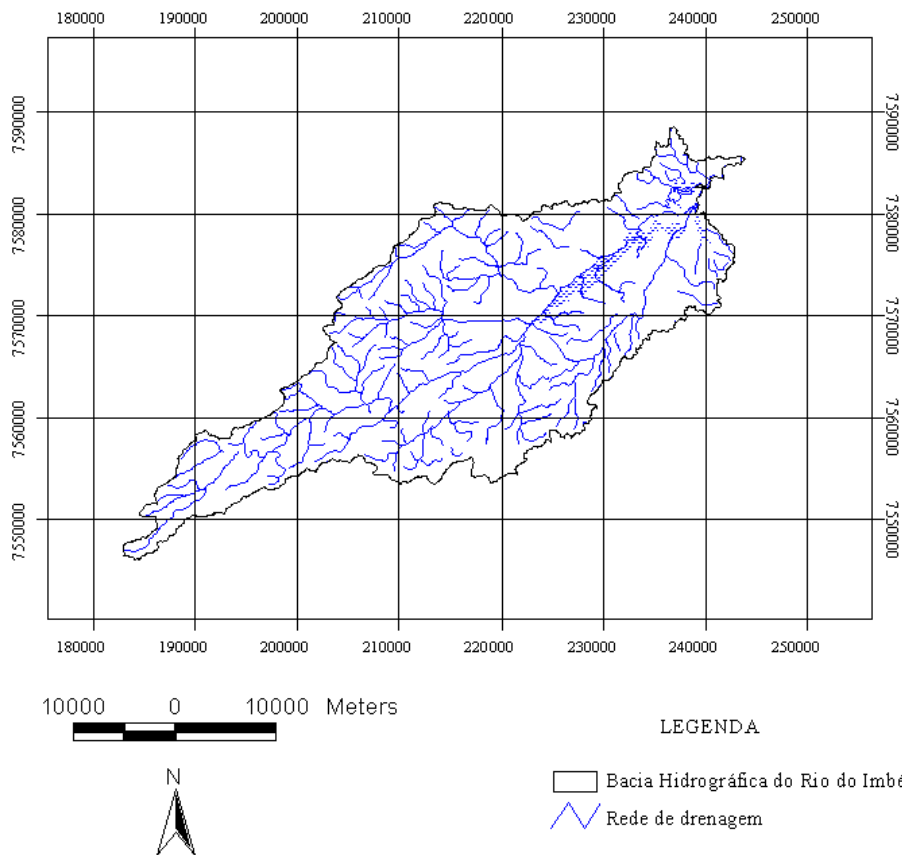 180000 190000 200000 210000 220000 230000 240000 250000
7590000 7590000
7580000 7580000
7570000 7570000
7560000 7560000
7550000 7550000
180000 190000 200000 210000 220000 230000 240000 250000
10000 0 10000 Meters
LEGENDA
N
Bacia Hidrográfica do Rio do Imbé
Rede de drenagem